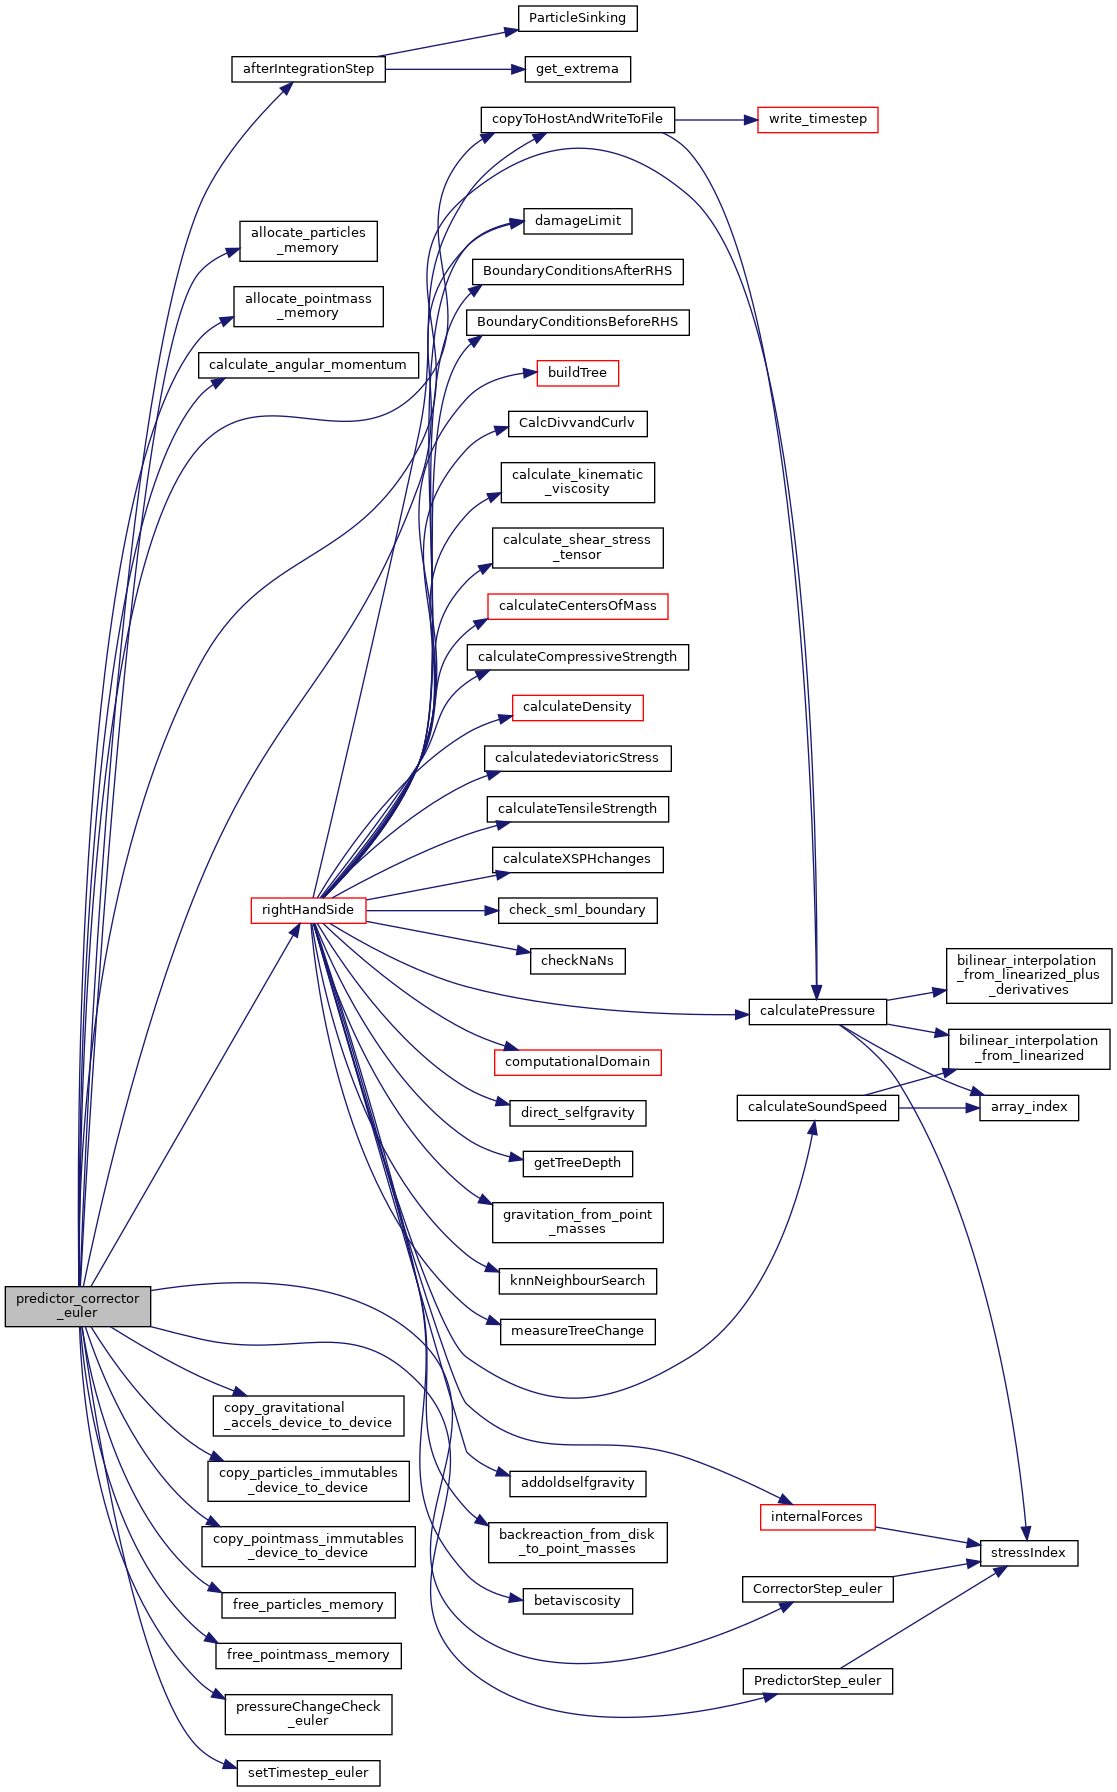 ParticleSinking
afterIntegrationStep
get_extrema
copyToHostAndWriteToFile
write_timestep
allocate_particles
_memory
damageLimit
BoundaryConditionsAfterRHS
allocate_pointmass
_memory
BoundaryConditionsBeforeRHS
calculate_angular_momentum
buildTree
CalcDivvandCurlv
calculate_kinematic
_viscosity
calculate_shear_stress
_tensor
calculateCentersOfMass
calculateCompressiveStrength
calculateDensity
calculatedeviatoricStress
calculateTensileStrength
calculateXSPHchanges
rightHandSide
check_sml_boundary
checkNaNs
bilinear_interpolation
_from_linearized_plus
_derivatives
calculatePressure
bilinear_interpolation
_from_linearized
computationalDomain
calculateSoundSpeed
array_index
direct_selfgravity
getTreeDepth
gravitation_from_point
_masses
knnNeighbourSearch
predictor_corrector
_euler
measureTreeChange
copy_gravitational
_accels_device_to_device
copy_particles_immutables
_device_to_device
addoldselfgravity
internalForces
copy_pointmass_immutables
_device_to_device
backreaction_from_disk
_to_point_masses
stressIndex
CorrectorStep_euler
free_particles_memory
betaviscosity
free_pointmass_memory
PredictorStep_euler
pressureChangeCheck
_euler
setTimestep_euler